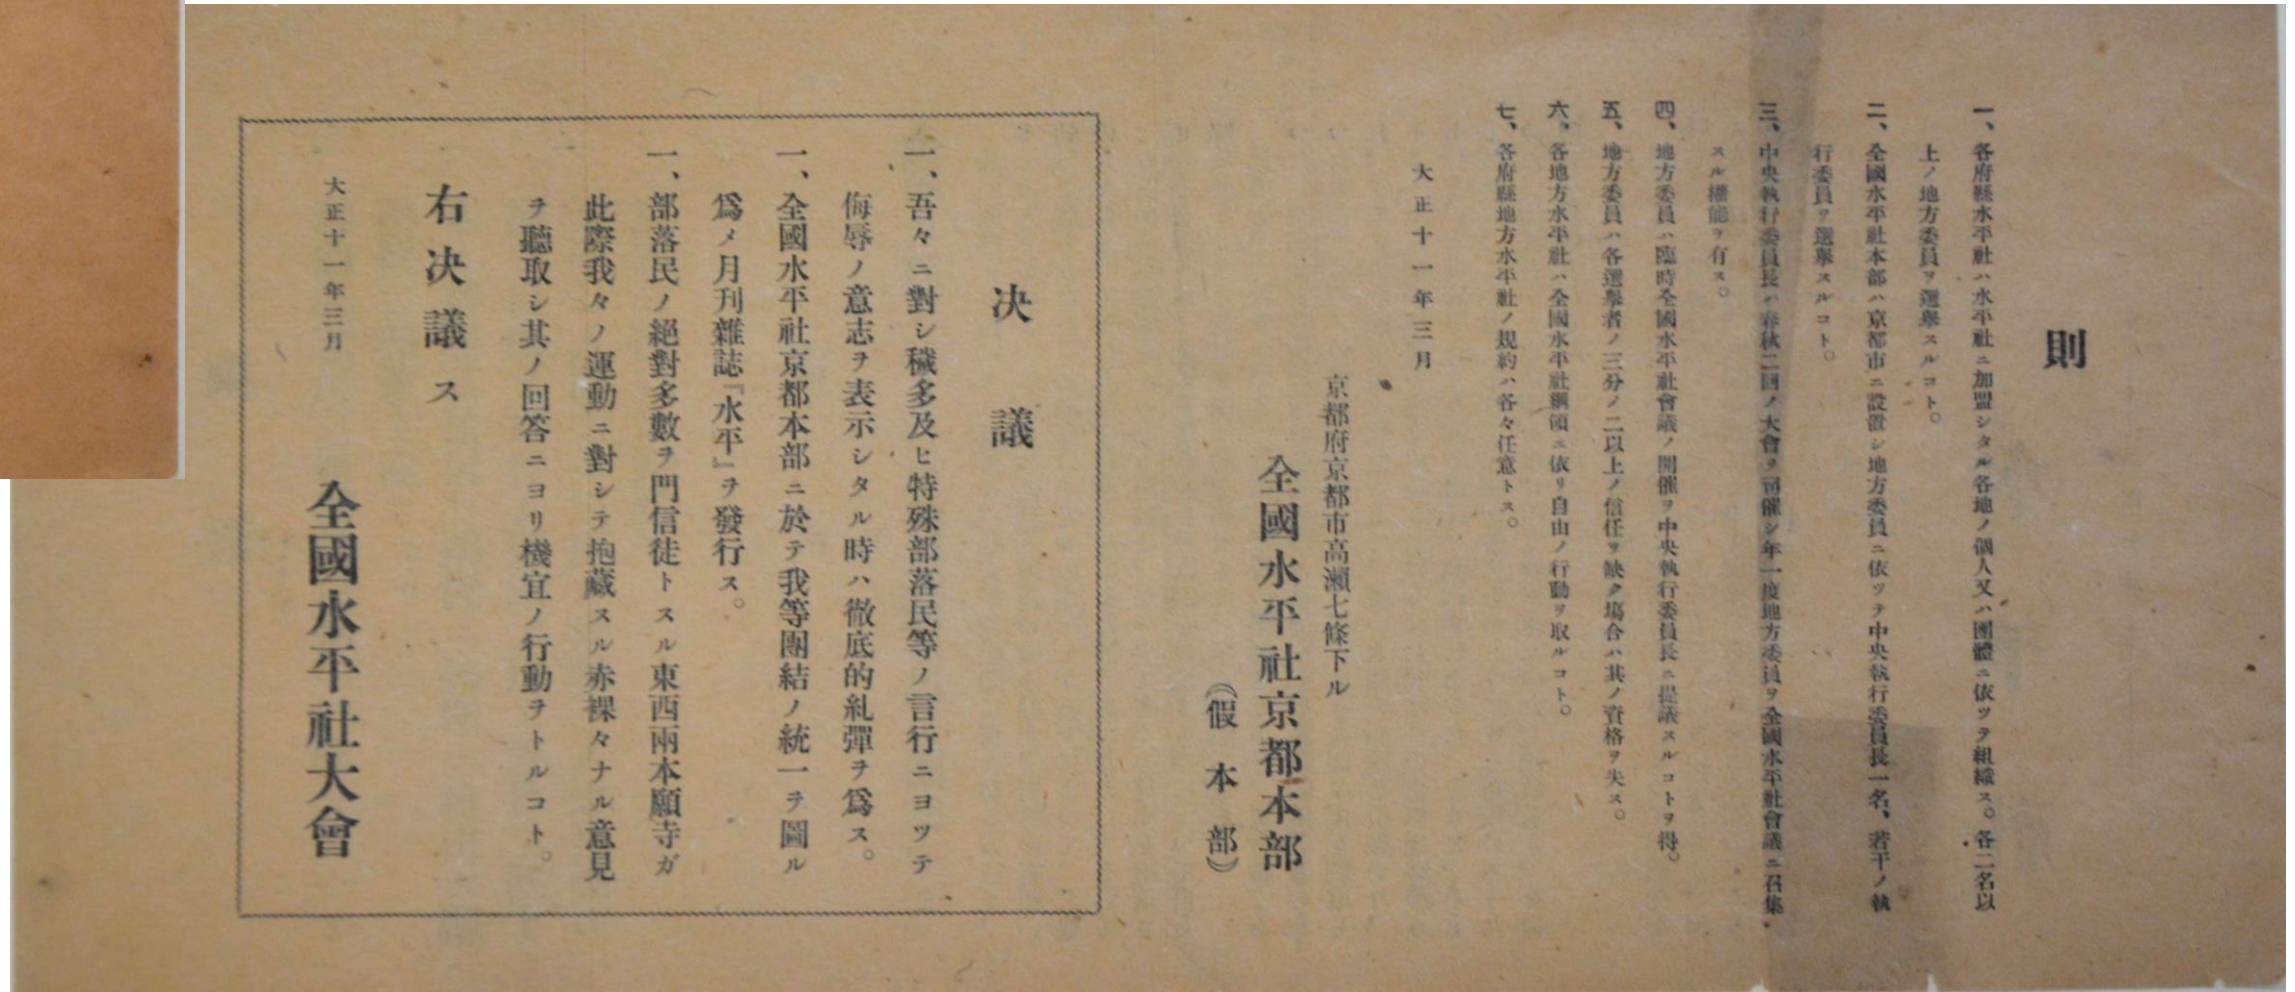 則
一、各府縣水平社ハ水平社ニ加盟シタル各地ノ個人又ハ團體ニ依ツテ組織ス。各二名以
上ノ地方委員ヲ選擧スルコト。
二、全國水平社本部ハ京都市ニ設置シ地方委員ニ依ツテ中央執行委員長一名、若干ノ執
行委員ヲ選擧スルコト。
三、中央執行委員長ハ春秋二回ノ大會ヲ開催シ年一度地方委員ヲ全國水平社會議ニ召集
スル權能ヲ有ス。
四、地方委員ハ臨時全國水平社會議ノ開催ヲ中央執行委員長ニ提議スルコトヲ得。
五、地方委員ハ各選擧者ノ三分ノ二以上ノ信任ヲ缺ク塲合ハ其ノ資格ヲ失ス。
六、各地方水平社ハ全國水平社綱領ニ依リ自由ノ行動ヲ取ルコト。
七、各府縣地方水平社ノ規約ハ各々任意トス。
大正十一年三月
京都府京都市高瀬七條下ル
全國水平社京都本部
（假本部）
決議
一、吾々ニ對シ穢多及ヒ特殊部落民等ノ言行ニヨツテ
侮辱ノ意志ヲ表示シタル時ハ徹底的糺彈ヲ爲ス。
一、全國水平社京都本部ニ於テ我等團結ノ統一ヲ圖ル
爲メ月刊雜誌『水平』ヲ發行ス。
一、部落民ノ絕對多數ヲ門信徒トスル東西兩本願寺ガ
此際我々ノ運動ニ對シテ抱藏スル赤裸々ナル意見
ヲ聽取シ其ノ回答ニヨリ機宜ノ行動ヲトルコト。
右決議ス
大正十一年三月
全國水平社大會